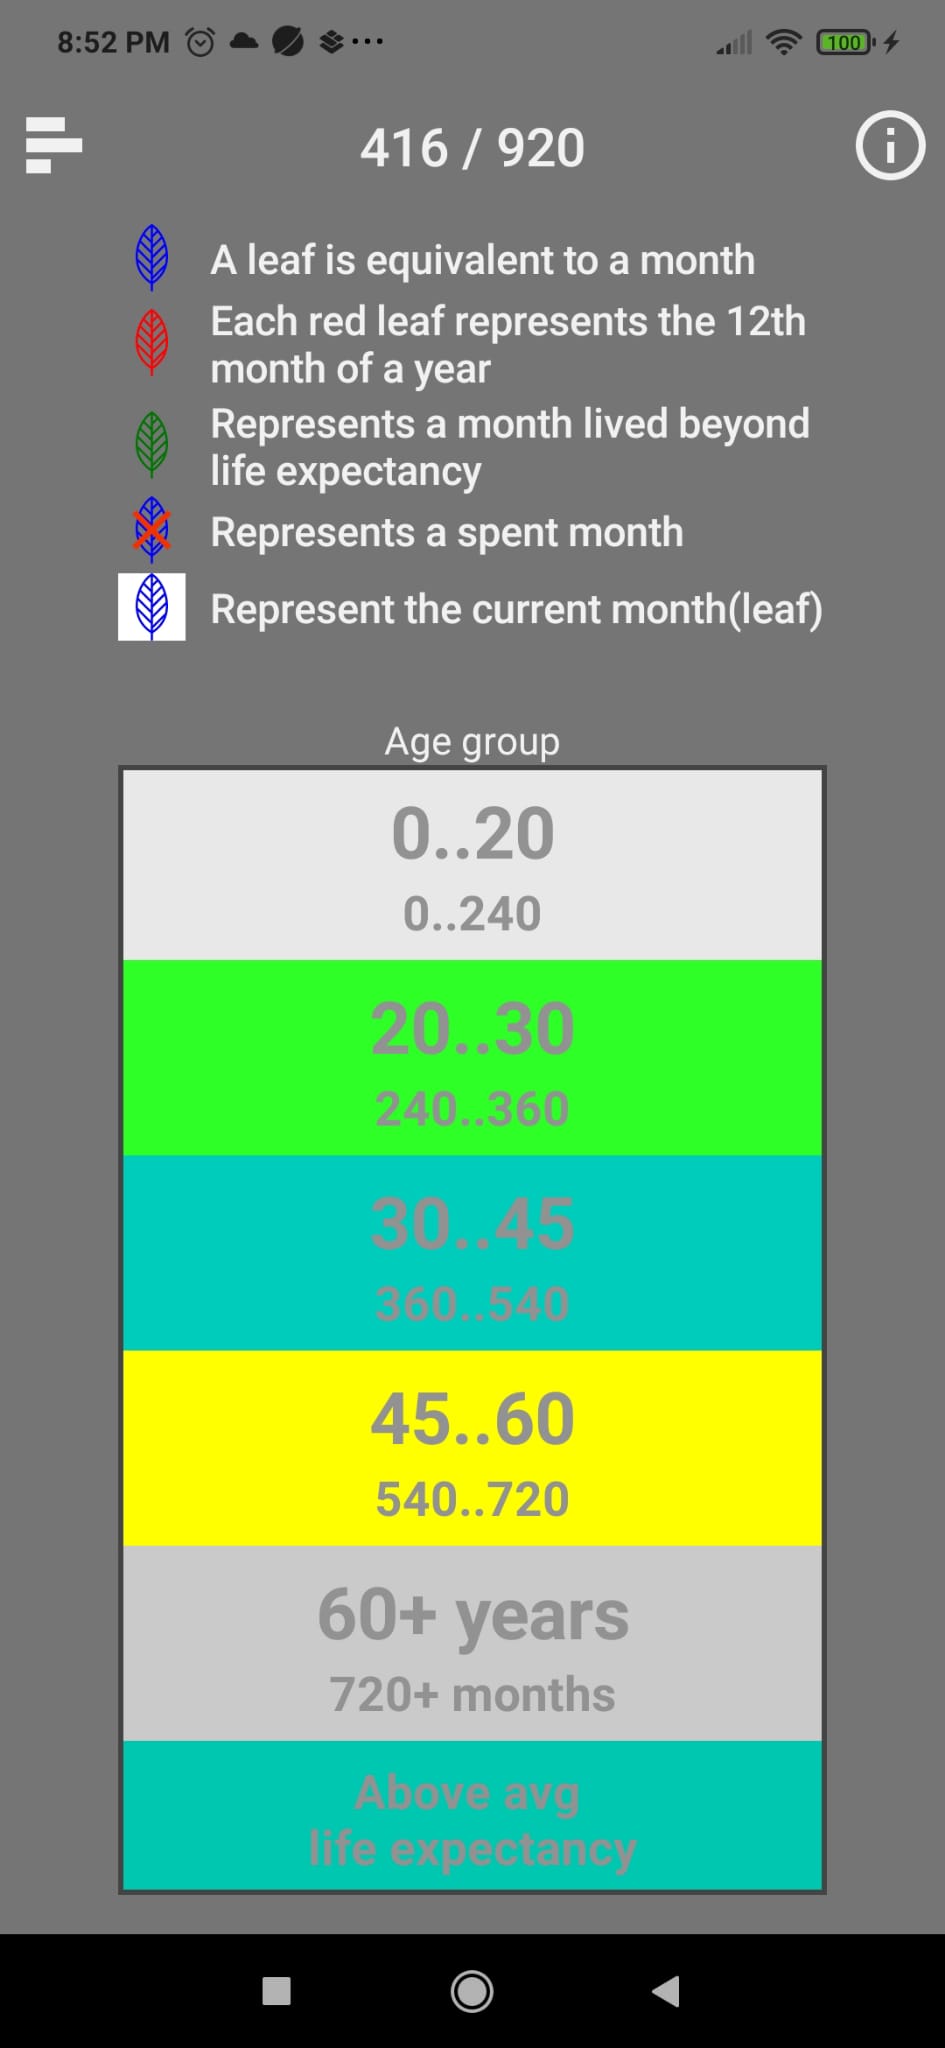 8:52 PM
100
416 / 920
A leaf is equivalent to a month
Each red leaf represents the 12th
month of a year
Represents a month lived beyond
life expectancy
Represents a spent month
Represent the current month(leaf)
Age group
0..20
0..240
20..30
240..360
30..45
360..540
45..60
540..720
60+ years
720+ months
Above avg
life expectancy